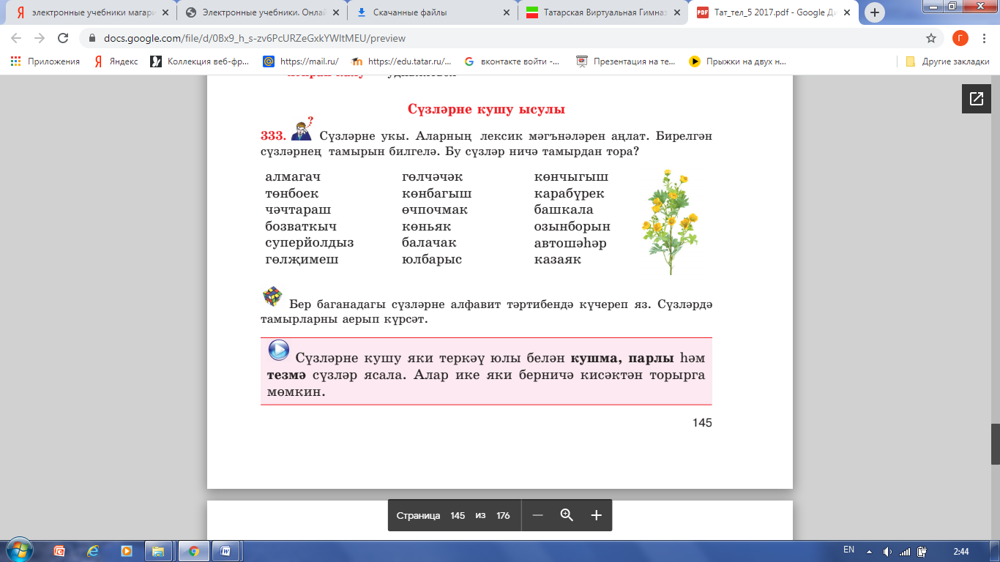 электронные учебники магари
Электронные учебники. Онлай
Скачанные файлы
Татарская Виртуальная Гимназ
Тат_тел_5 2017.pdf - Google Ди
docs.google.com/file/d/0Bx9_h_s-zv6PcURZeGxkYWltMEU/preview
Приложения Яндекс Коллекция веб-фр... https://mail.ru/ https://edu.tatar.ru/... вконтакте войти -... Презентация на те... Прыжки на двух н... Другие закладки
Сүзләрне кушу ысулы
333. Сүзләрне укы. Аларның лексик мәгънәләрен аңлат. Бирелгән
сүзләрнең тамырын билгелә. Бу сүзләр ничә тамырдан тора?
алмагач гөлчәчәк көнчыгыш
төнбоек көнбагыш карабүрек
чәчтараш өчпочмак башкала
бозваткыч көньяк озынборын
суперйолдыз балачак автошәһәр
гөлҗимеш юлбарыс казаяк
Бер баганадагы сүзләрне алфавит тәртибендә күчереп яз. Сүзләрдә
тамырларны аерып күрсәт.
Сүзләрне кушу яки теркәү юлы белән кушма, парлы һәм
тезмә сүзләр ясала. Алар ике яки берничә кисәктән торырга
мөмкин.
145
Страница 145 из 176
EN 2:44